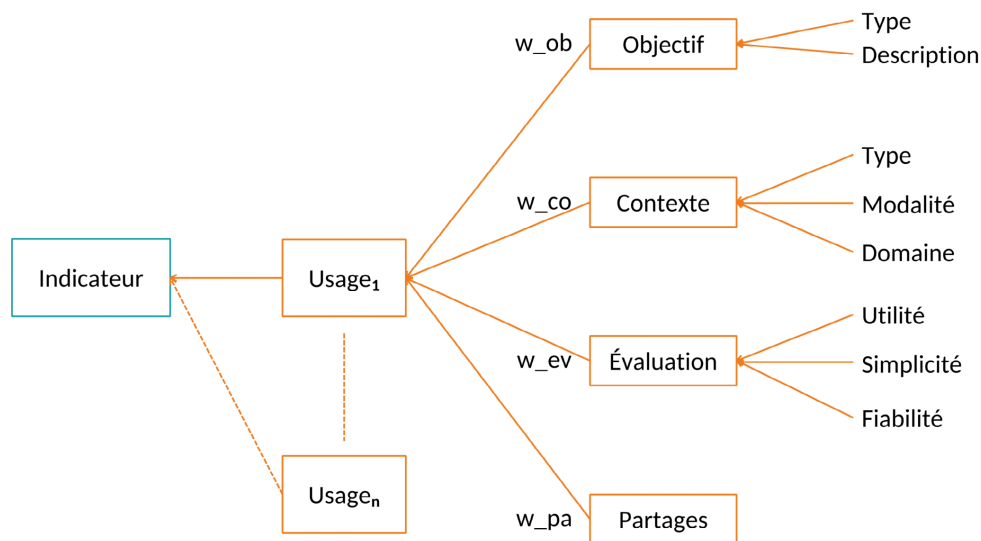 w_ob
Objectif
Type
Description
w_co
Contexte
Type
Modalité
Domaine
Indicateur
Usage₁
w_ev
Évaluation
Utilité
Simplicité
Fiabilité
Usageₙ
w_pa
Partages